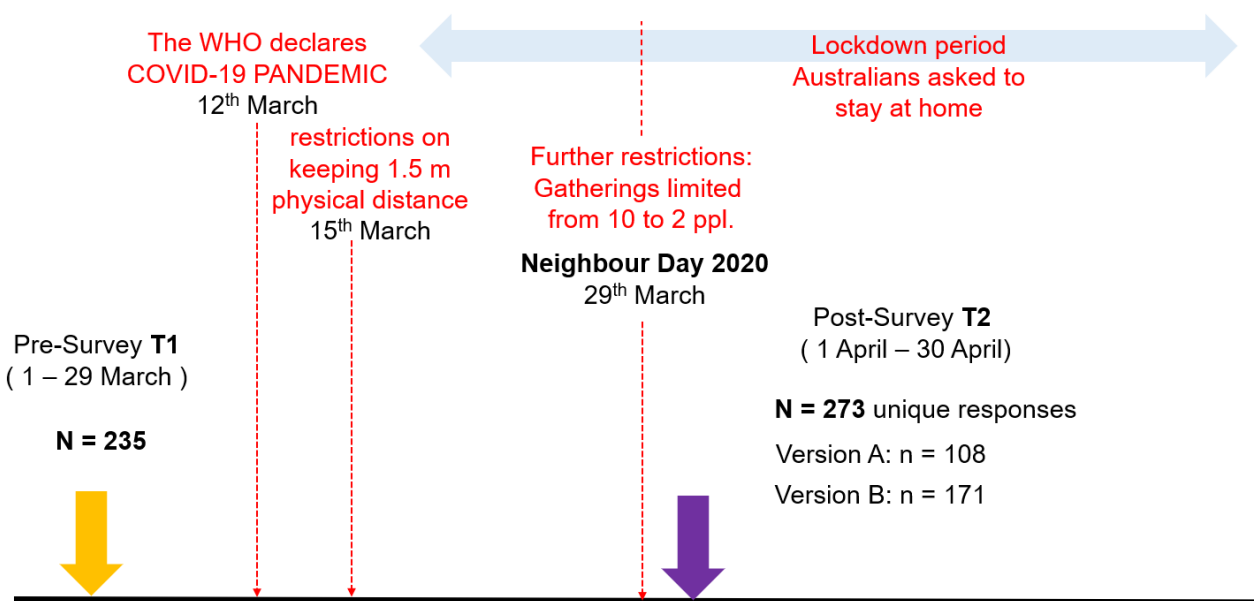 The WHO declares
COVID-19 PANDEMIC
12th March
restrictions on
keeping 1.5 m
physical distance
15th March
Lockdown period
Australians asked to
stay at home
Further restrictions:
Gatherings limited
from 10 to 2 ppl.
Neighbour Day 2020
29th March
Pre-Survey T1
( 1 – 29 March )
N = 235
Post-Survey T2
( 1 April – 30 April)
N = 273 unique responses
Version A: n = 108
Version B: n = 171